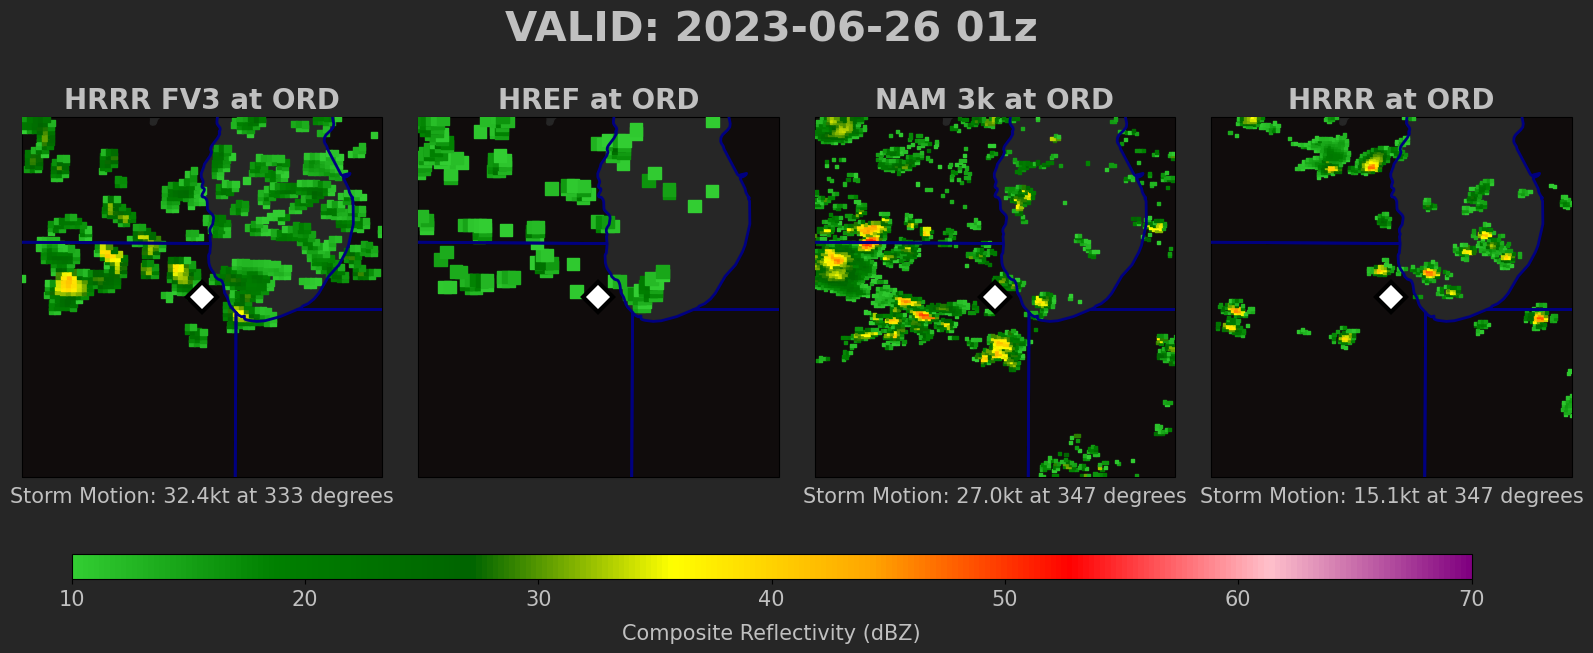 VALID: 2023-06-26 01z
HRRR FV3 at ORD
HREF at ORD
NAM 3k at ORD
HRRR at ORD
Storm Motion: 32.4kt at 333 degrees
Storm Motion: 27.0kt at 347 degrees
Storm Motion: 15.1kt at 347 degrees
10 20 30 40 50 60 70
Composite Reflectivity (dBZ)